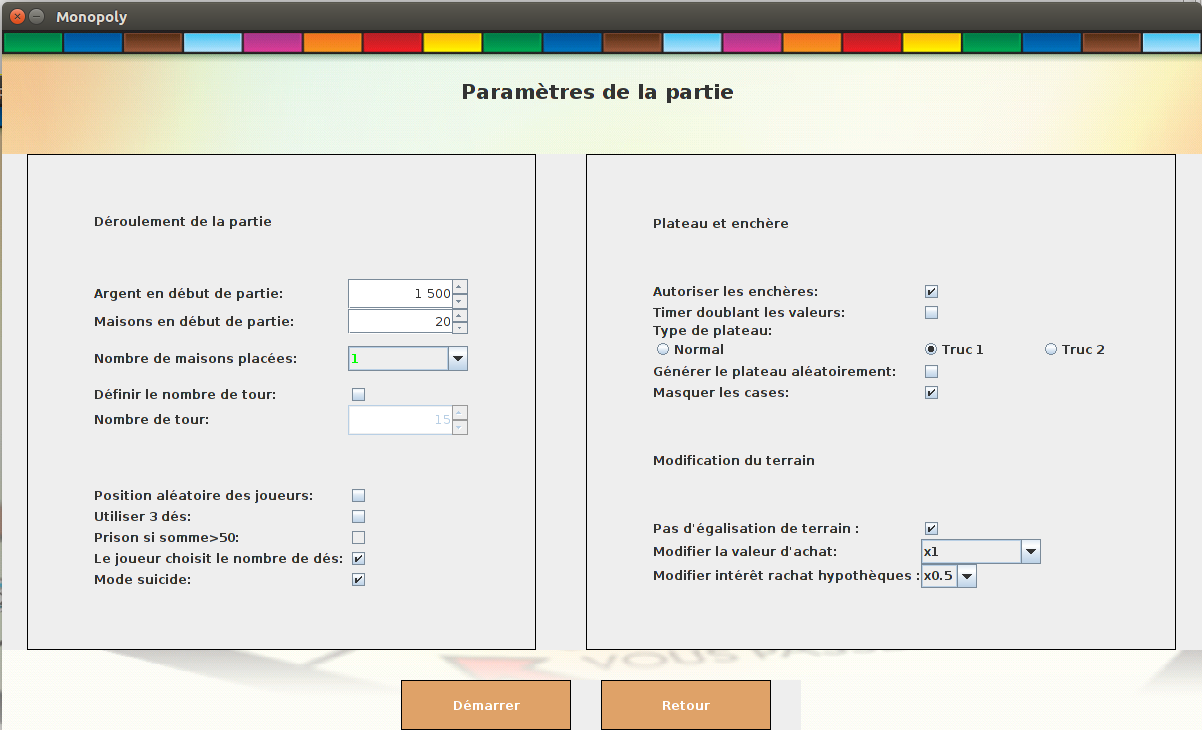 Monopoly
Paramètres de la partie
Déroulement de la partie
Argent en début de partie: 1 500
Maisons en début de partie: 20
Nombre de maisons placées: 1
Définir le nombre de tour:
Nombre de tour: 15
Position aléatoire des joueurs:
Utiliser 3 dés:
Prison si somme>50:
Le joueur choisit le nombre de dés:
Mode suicide:
Plateau et enchère
Autoriser les enchères:
Timer doublant les valeurs:
Type de plateau:
Normal Truc 1 Truc 2
Générer le plateau aléatoirement:
Masquer les cases:
Modification du terrain
Pas d'égalisation de terrain :
Modifier la valeur d'achat: x1
Modifier intérêt rachat hypothèques : x0.5
VOUS
Démarrer Retour